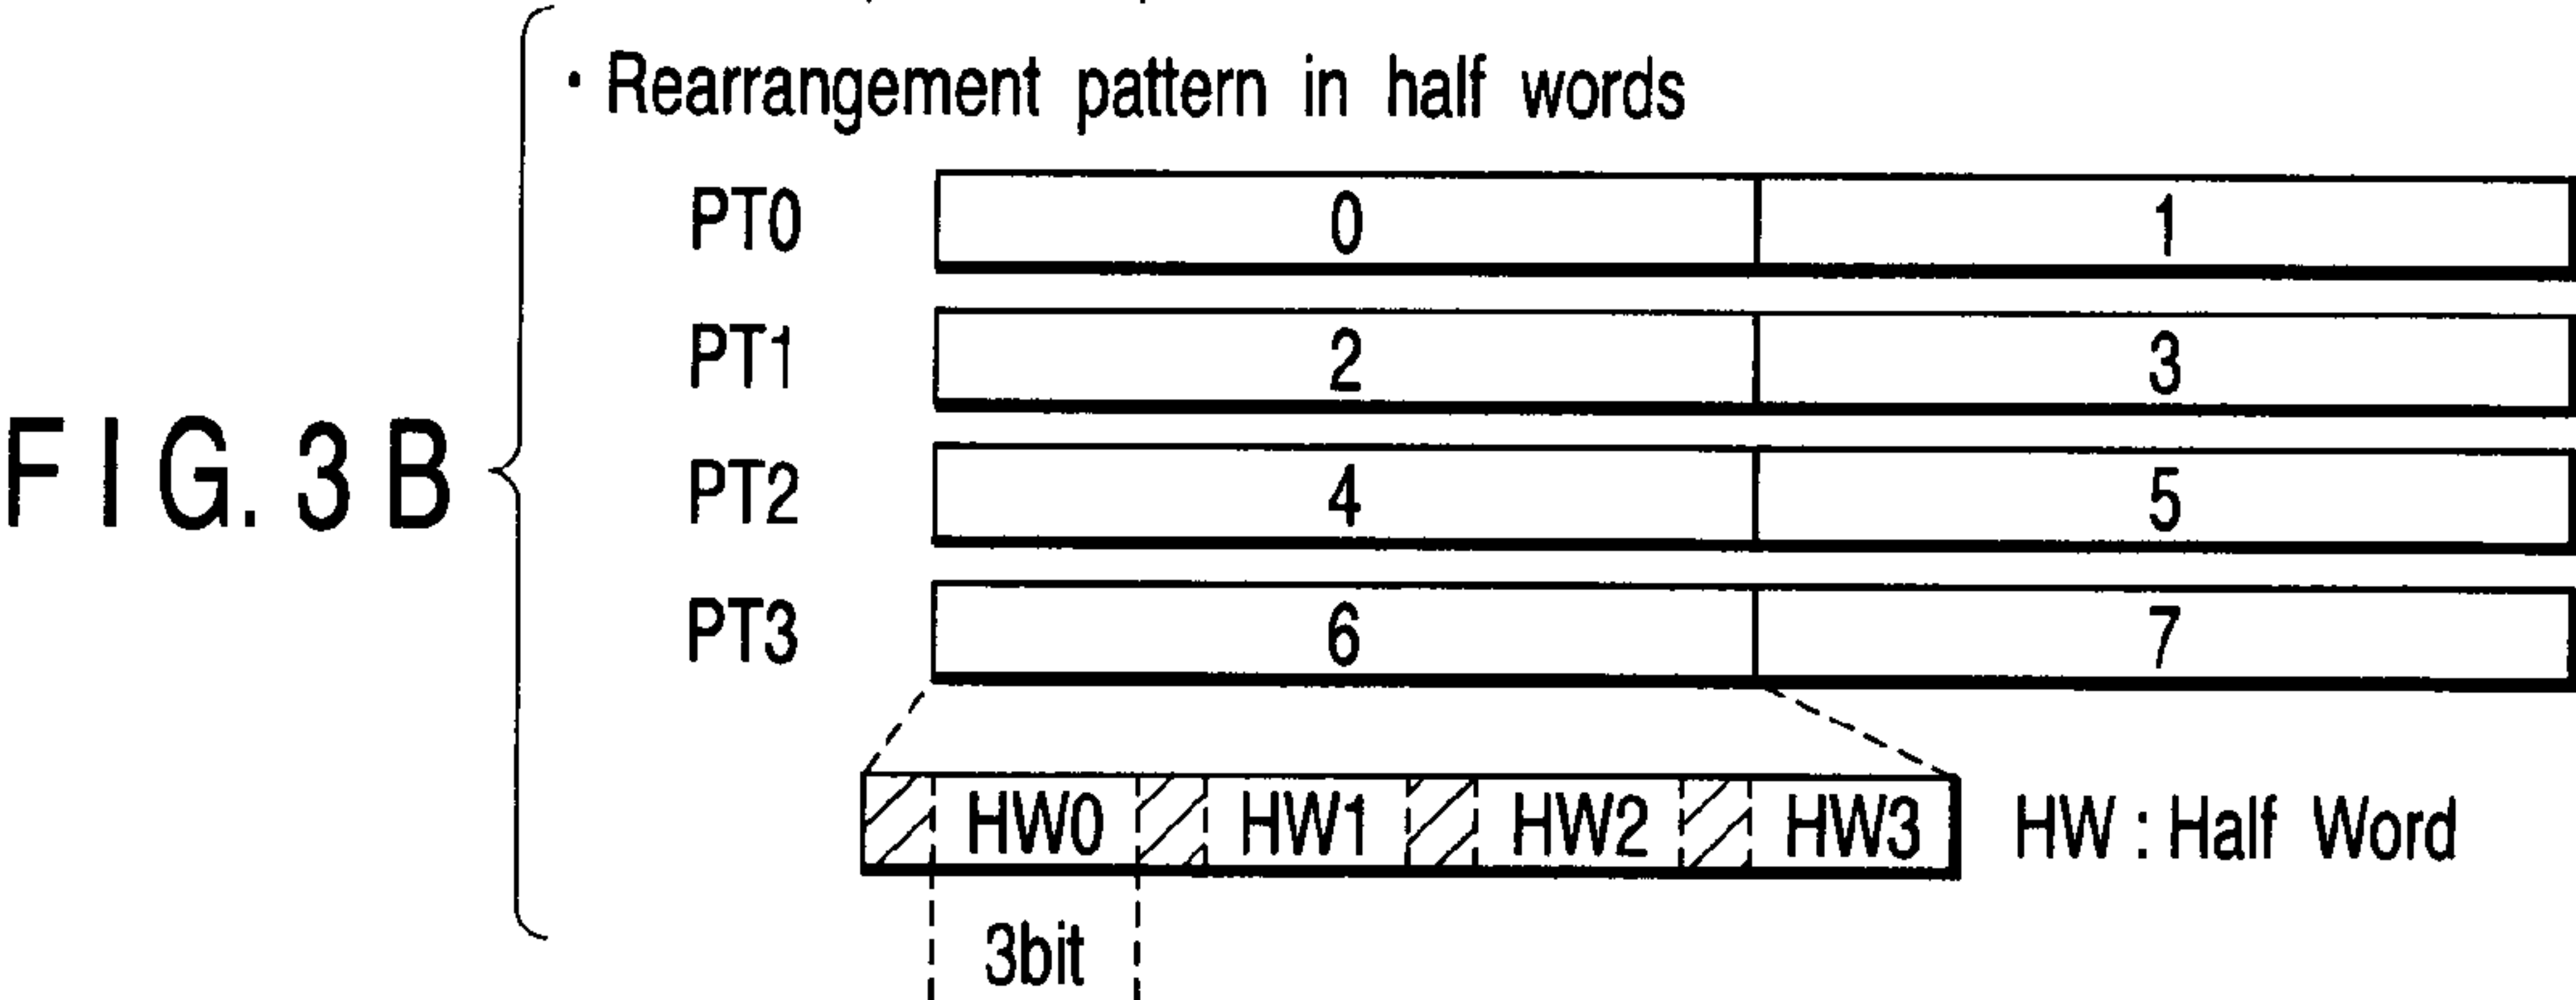 · Rearrangement pattern in half words
PT0 0 1
PT1 2 3
FIG. 3B
PT2 4 5
PT3 6 7
HW0 HW1 HW2 HW3 HW : Half Word
3bit